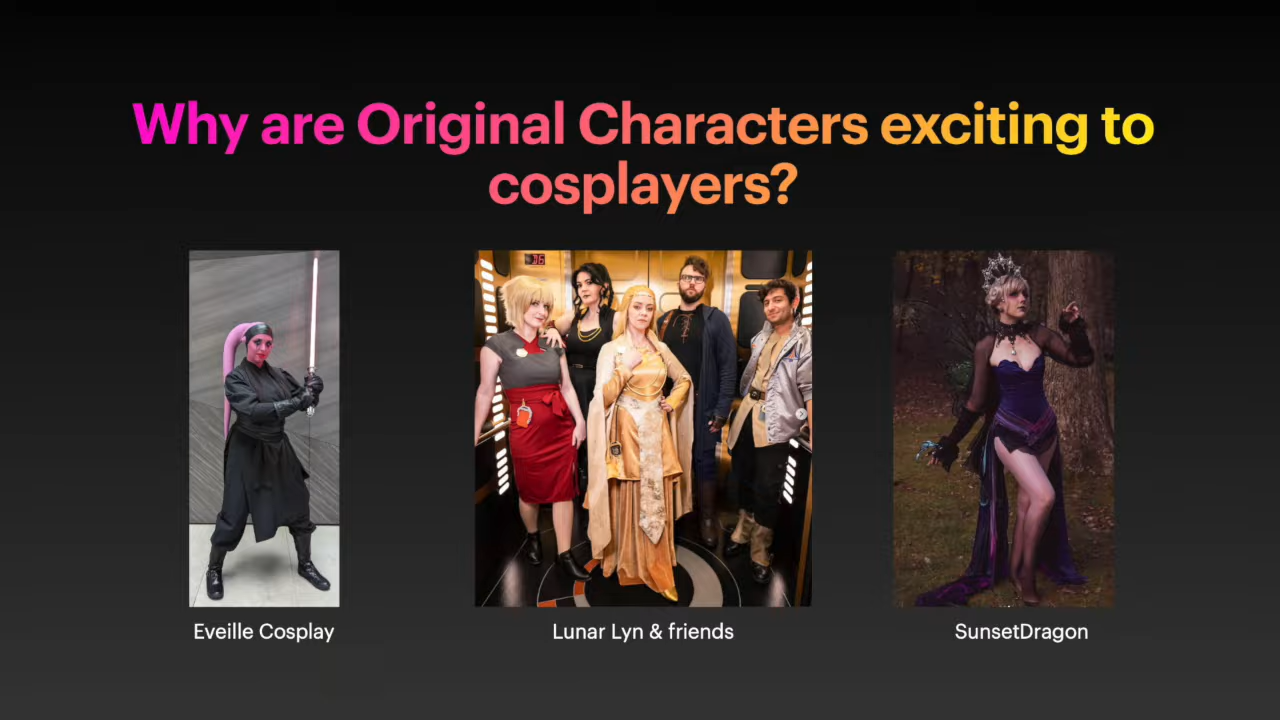 Why are Original Characters exciting to
cosplayers?
Eveille Cosplay
Lunar Lyn & friends
SunsetDragon